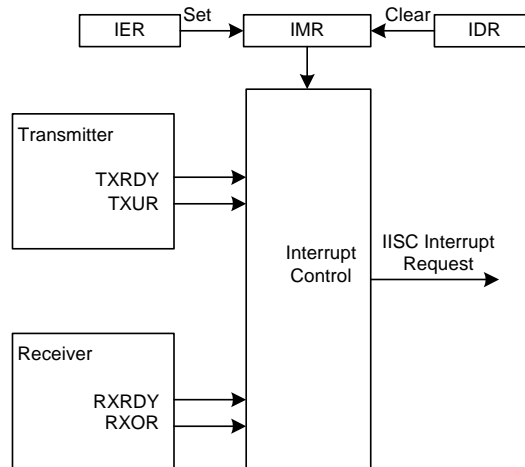 IER
Set
IMR
Clear
IDR
Transmitter
TXRDY
TXUR
Interrupt
Control
IISC Interrupt
Request
Receiver
RXRDY
RXOR